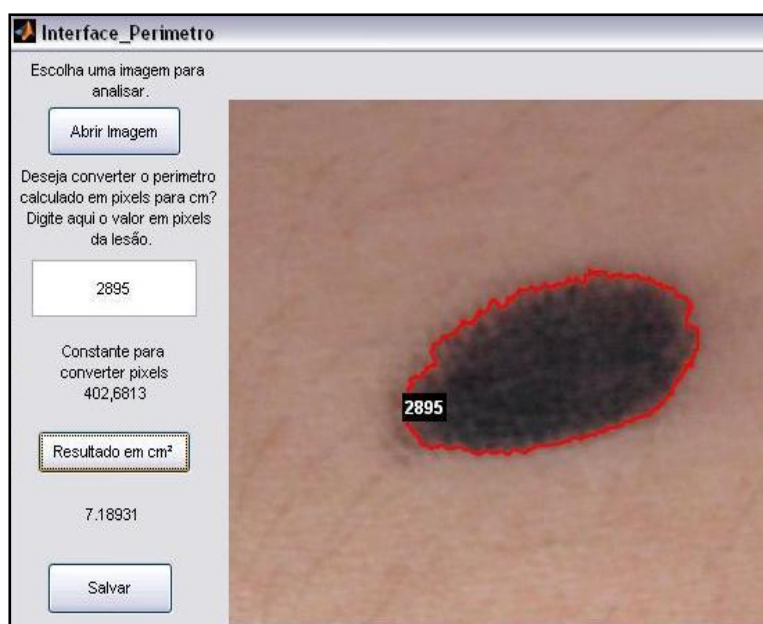 Interface_Perimetro
Escolha uma imagem para
analisar.
Abrir Imagem
Deseja converter o perimetro
calculado em pixels para cm?
Digite aqui o valor em pixels
da lesão.
2895
Constante para
converter pixels
402,6813
Resultado em cm²
7.18931
Salvar
2895